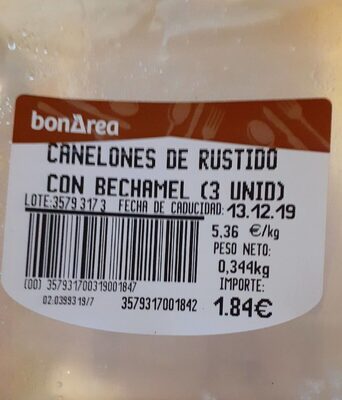 bonÀrea
CANELONES DE RUSTIDO
CON BECHAMEL (3 UNID)
LOTE:3579 317 3 FECHA DE CADUCIDAD: 13.12.19
5.36 €/kg
PESO NETO:
0,344kg
IMPORTE:
1.84€
(00) 357931700319001847
02.03993 19/7 3579317001842